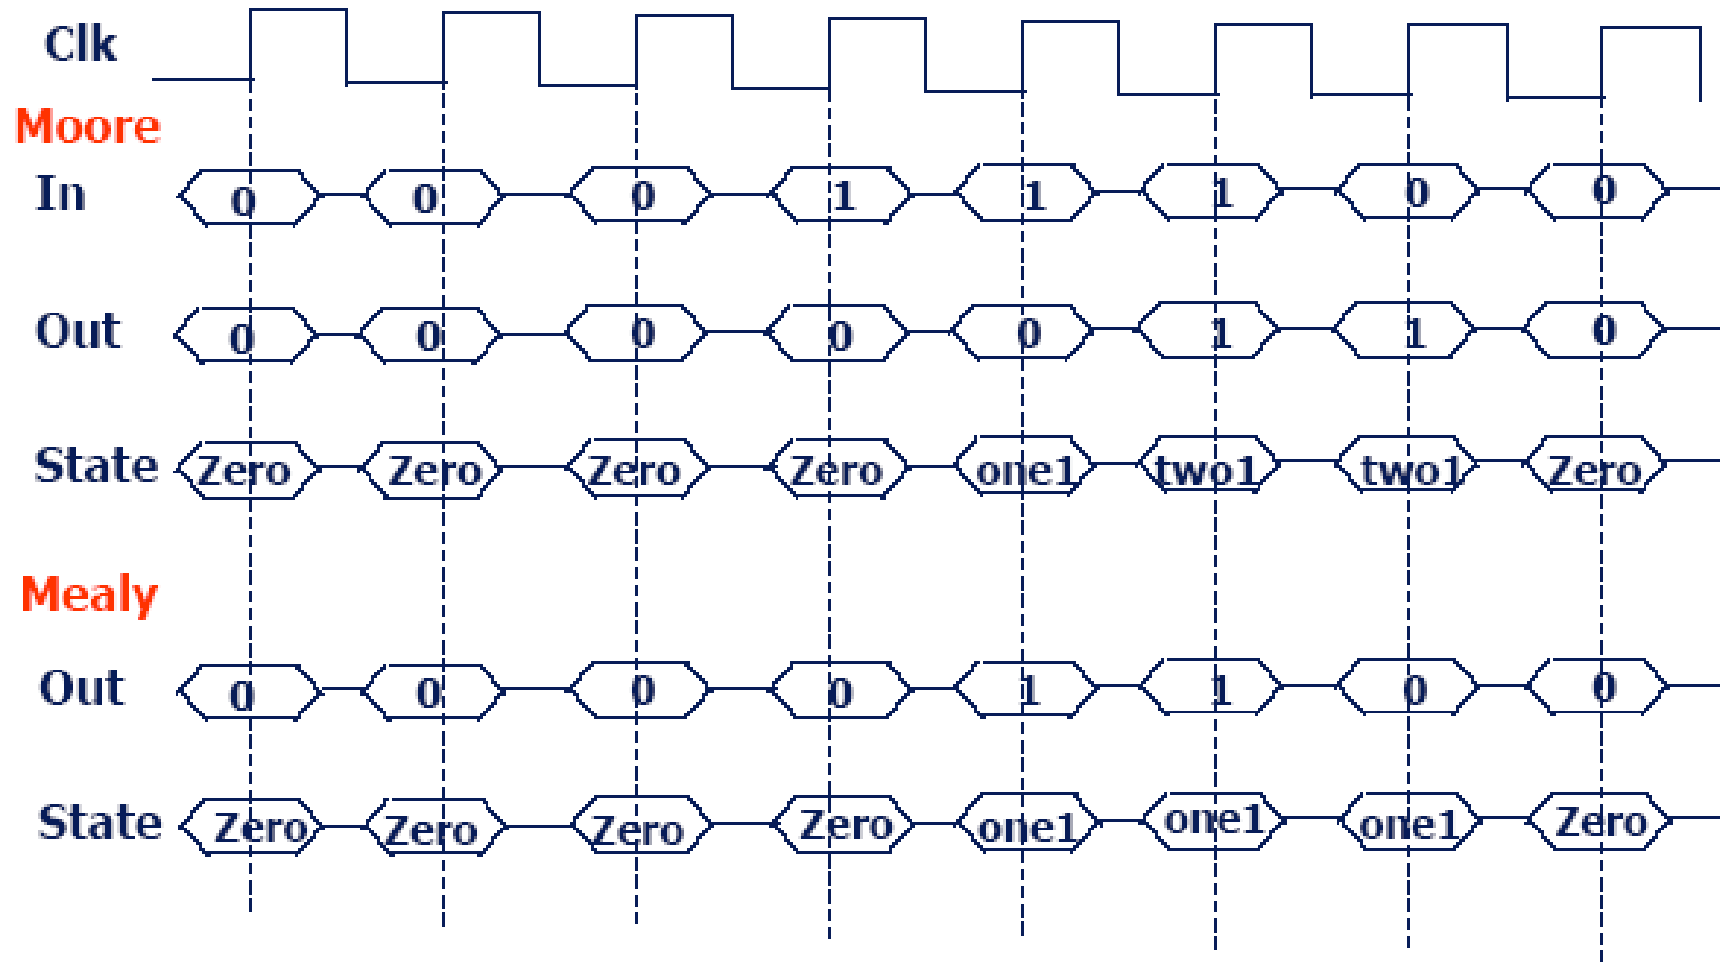 Clk
Moore
In 0 0 0 1 1 1 0 0
Out 0 0 0 0 0 1 1 0
State Zero Zero Zero Zero one1 two1 two1 Zero
Mealy
Out 0 0 0 0 1 1 0 0
State Zero Zero Zero Zero one1 one1 one1 Zero